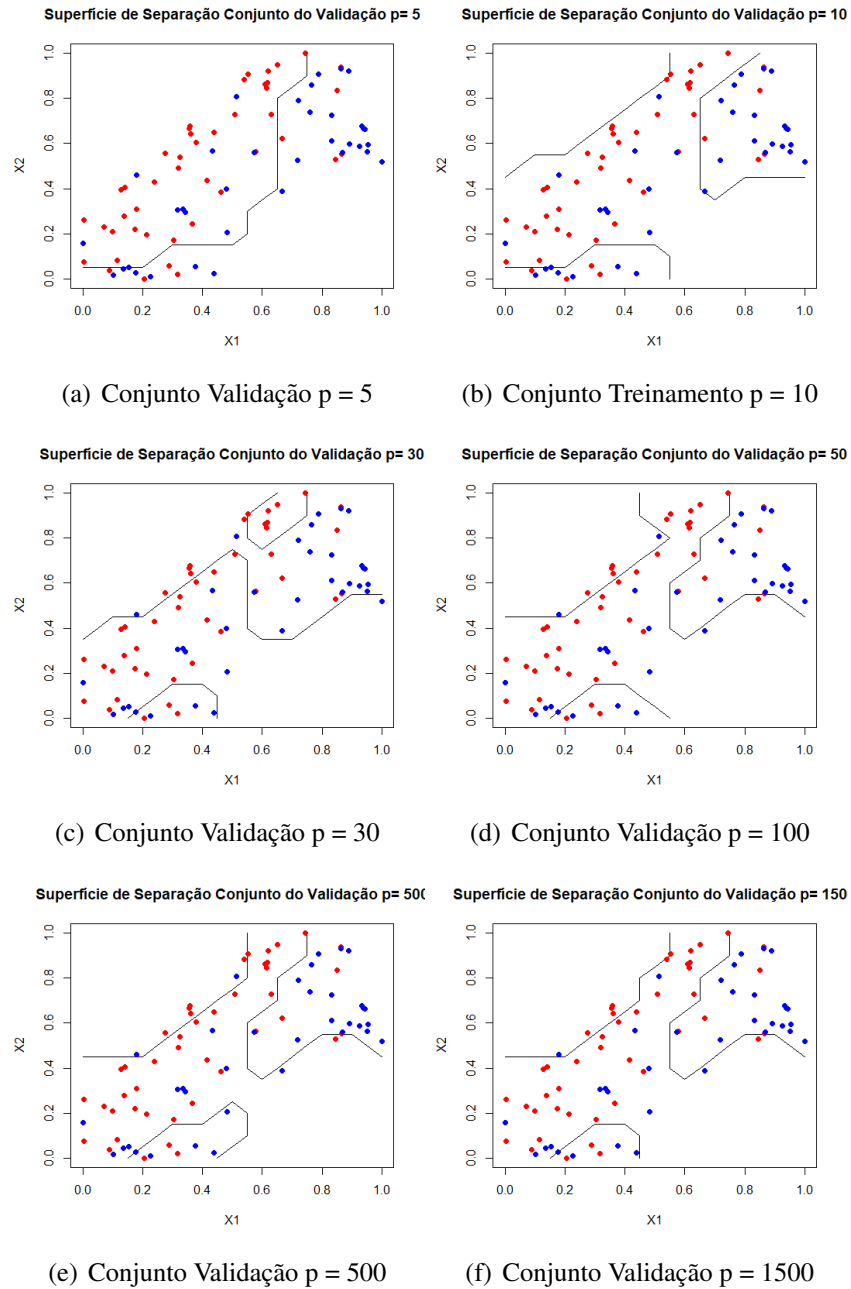 Superfície de Separação Conjunto do Validação p= 5
X2
0.0 0.2 0.4 0.6 0.8 1.0
0.0 0.2 0.4 0.6 0.8 1.0
X1
(a) Conjunto Validação p = 5
Superfície de Separação Conjunto do Validação p= 10
X2
0.0 0.2 0.4 0.6 0.8 1.0
0.0 0.2 0.4 0.6 0.8 1.0
X1
(b) Conjunto Treinamento p = 10
Superfície de Separação Conjunto do Validação p= 30
X2
0.0 0.2 0.4 0.6 0.8 1.0
0.0 0.2 0.4 0.6 0.8 1.0
X1
(c) Conjunto Validação p = 30
Superfície de Separação Conjunto do Validação p= 50
X2
0.0 0.2 0.4 0.6 0.8 1.0
0.0 0.2 0.4 0.6 0.8 1.0
X1
(d) Conjunto Validação p = 100
Superfície de Separação Conjunto do Validação p= 500
X2
0.0 0.2 0.4 0.6 0.8 1.0
0.0 0.2 0.4 0.6 0.8 1.0
X1
(e) Conjunto Validação p = 500
Superfície de Separação Conjunto do Validação p= 150
X2
0.0 0.2 0.4 0.6 0.8 1.0
0.0 0.2 0.4 0.6 0.8 1.0
X1
(f) Conjunto Validação p = 1500